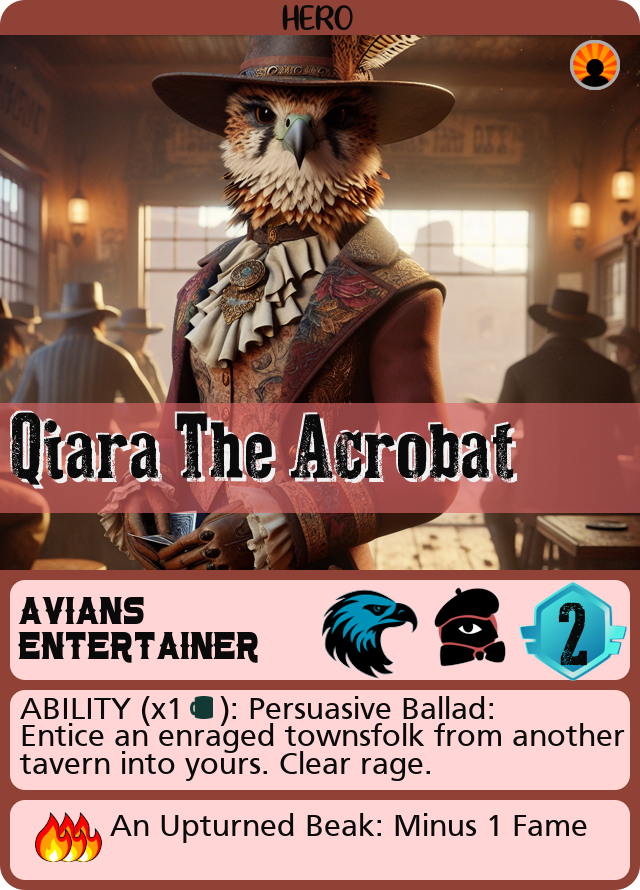 HERO
Qiara The Acrobat
AVIANS
ENTERTAINER
2
ABILITY (x1 ): Persuasive Ballad:
Entice an enraged townsfolk from another
tavern into yours. Clear rage.
An Upturned Beak: Minus 1 Fame